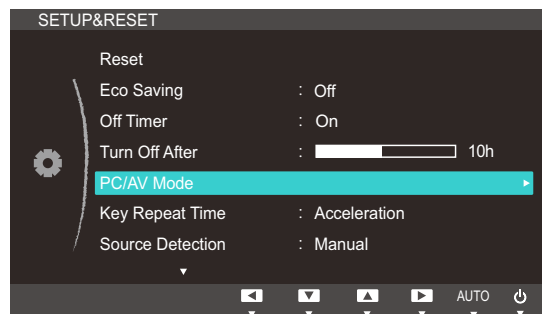 SETUP&RESET
Reset
Eco Saving : Off
Off Timer : On
Turn Off After : 10h
PC/AV Mode
Key Repeat Time : Acceleration
Source Detection : Manual
AUTO